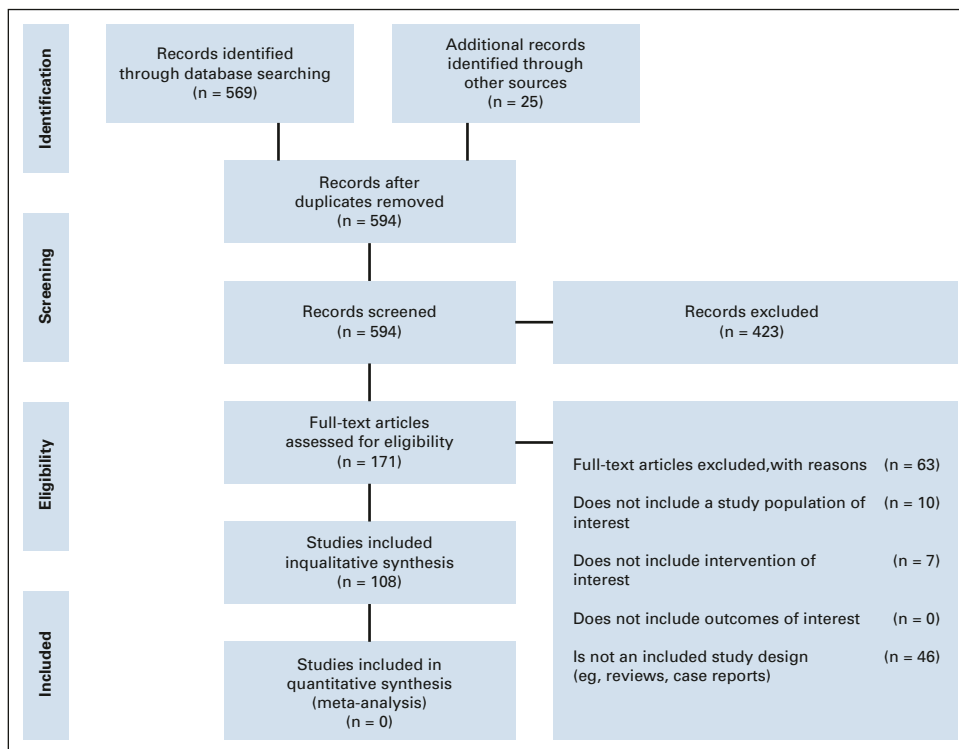 Identification
Records identified
through database searching
(n = 569)
Additional records
identified through
other sources
(n = 25)
Records after
duplicates removed
(n = 594)
Screening
Records screened
(n = 594)
Records excluded
(n = 423)
Eligibility
Full-text articles
assessed for eligibility
(n = 171)
Full-text articles excluded,with reasons (n = 63)
Does not include a study population of (n = 10)
interest
Does not include intervention of (n = 7)
interest
Does not include outcomes of interest (n = 0)
Is not an included study design (n = 46)
(eg, reviews, case reports)
Studies included
inqualitative synthesis
(n = 108)
Included
Studies included in
quantitative synthesis
(meta-analysis)
(n = 0)